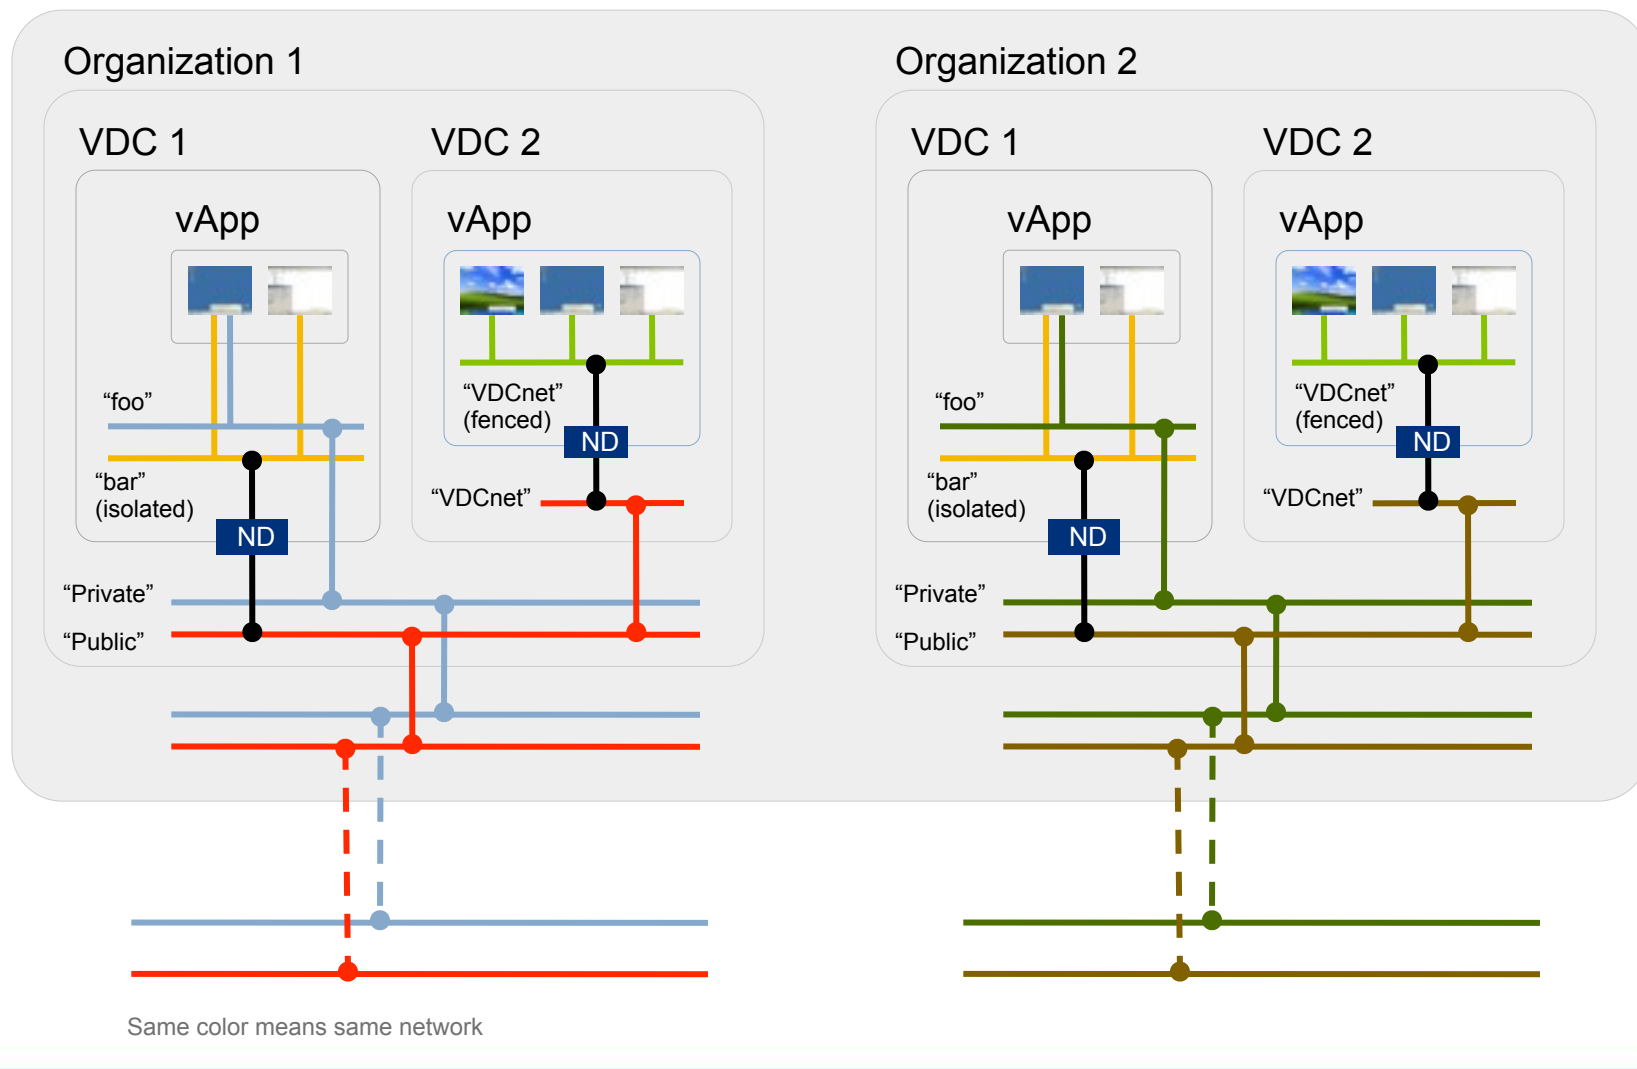 Organization 1
VDC 1
VDC 2
vApp
vApp
“foo”
“VDCnet”
(fenced)
ND
“bar”
(isolated)
“VDCnet”
ND
“Private”
“Public”
Organization 2
VDC 1
VDC 2
vApp
vApp
“foo”
“VDCnet”
(fenced)
ND
“bar”
(isolated)
“VDCnet”
ND
“Private”
“Public”
Same color means same network